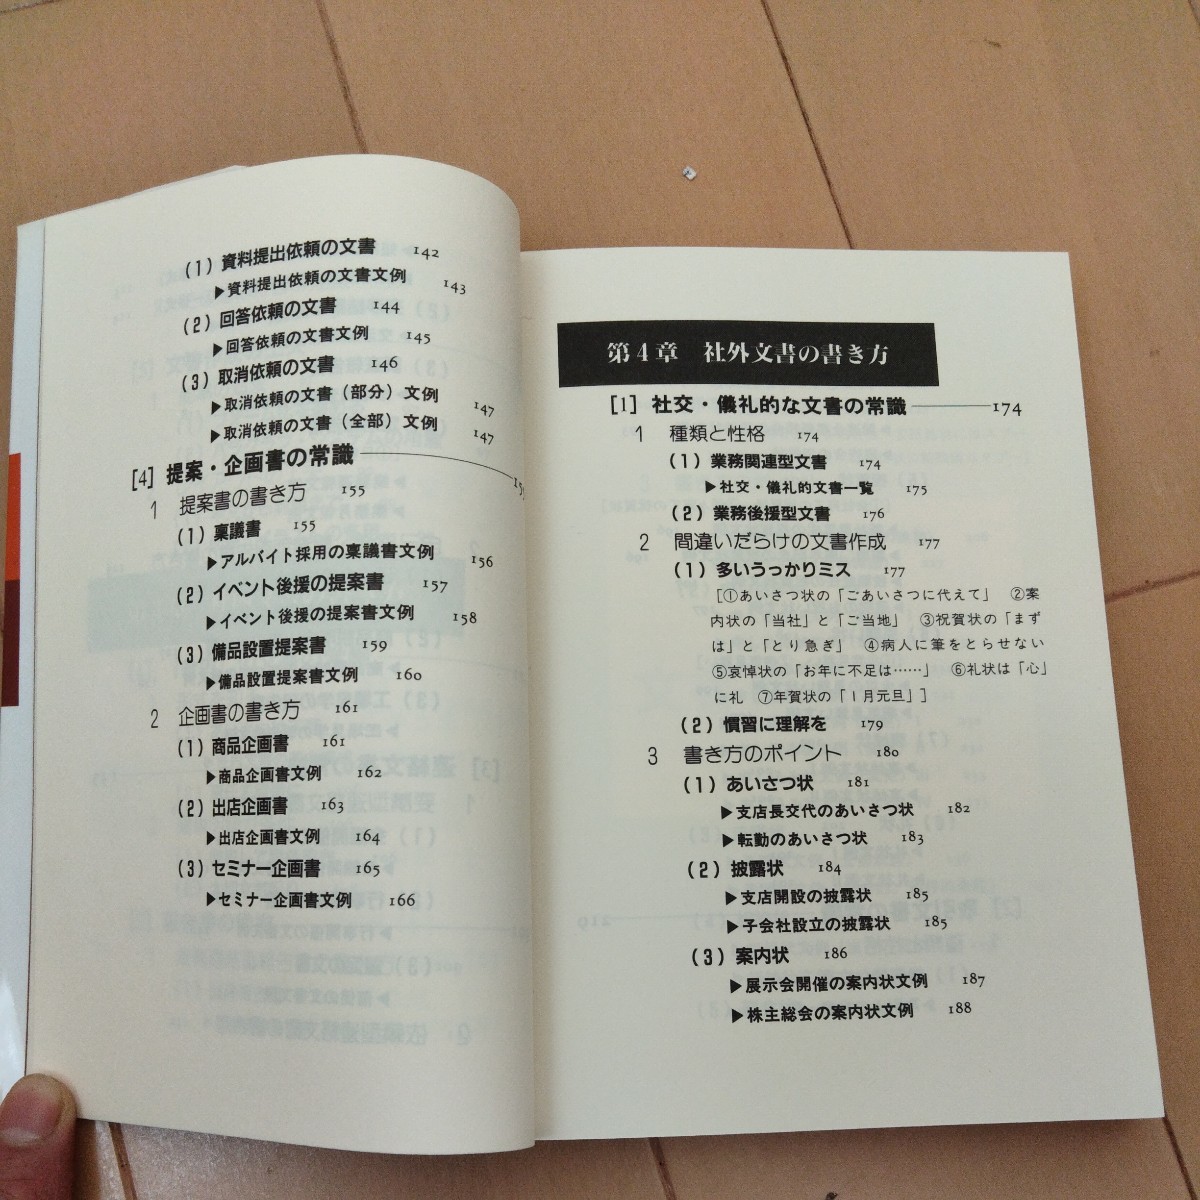 (1) 資料提出依頼の文書 142
▶資料提出依頼の文書文例 143
(2) 回答依頼の文書 144
▶回答依頼の文書文例 145
(3) 取消依頼の文書 146
▶取消依頼の文書（部分）文例 147
▶取消依頼の文書（全部）文例 147
[4] 提案・企画書の常識
1 提案書の書き方 155
(1) 稟議書 155
▶アルバイト採用の稟議書文例 156
(2) イベント後援の提案書 157
▶イベント後援の提案書文例 158
(3) 備品設置提案書 159
▶備品設置提案書文例 160
2 企画書の書き方 161
(1) 商品企画書 161
▶商品企画書文例 162
(2) 出店企画書 163
▶出店企画書文例 164
(3) セミナー企画書 165
▶セミナー企画書文例 166
第4章 社外文書の書き方
[1] 社交・儀礼的な文書の常識 174
1 種類と性格 174
(1) 業務関連型文書 174
▶社交・儀礼的文書一覧 175
(2) 業務後援型文書 176
2 間違いだらけの文書作成 177
(1) 多いうっかりミス 177
[①あいさつ状の「ごあいさつに代えて」 ②案
内状の「当社」と「ご当地」 ③祝賀状の「まず
は」と「とり急ぎ」 ④病人に筆をとらせない
⑤哀悼状の「お年に不足は……」 ⑥礼状は「心」
に礼 ⑦年賀状の「1月元旦」]
(2) 慣習に理解を 179
3 書き方のポイント 180
(1) あいさつ状 181
▶支店長交代のあいさつ状 182
▶転勤のあいさつ状 183
(2) 披露状 184
▶支店開設の披露状 185
▶子会社設立の披露状 185
(3) 案内状 186
▶展示会開催の案内状文例 187
▶株主総会の案内状文例 188